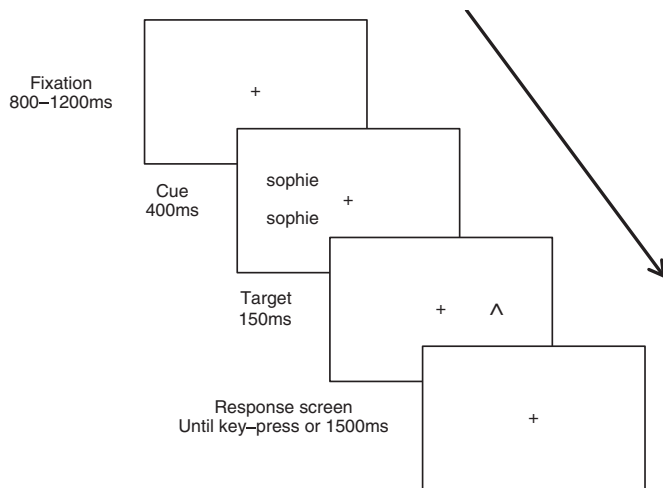 Fixation
800–1200ms
+
Cue
400ms
sophie
+
sophie
Target
150ms
+ ^
Response screen
Until key–press or 1500ms
+